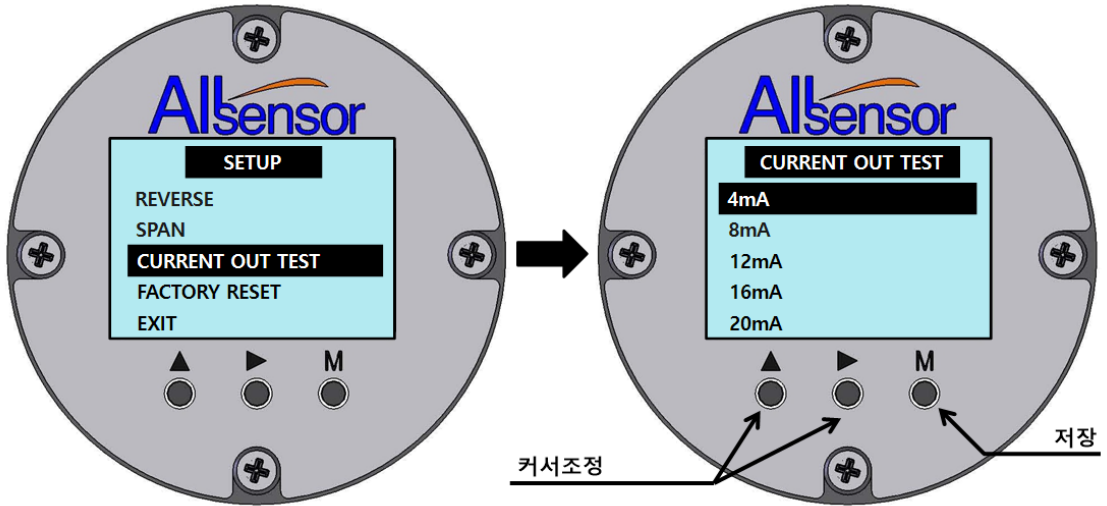 Allsensor
SETUP
REVERSE
SPAN
CURRENT OUT TEST
FACTORY RESET
EXIT
▲ ▶ M
Allsensor
CURRENT OUT TEST
4mA
8mA
12mA
16mA
20mA
▲ ▶ M
커서조정
저장